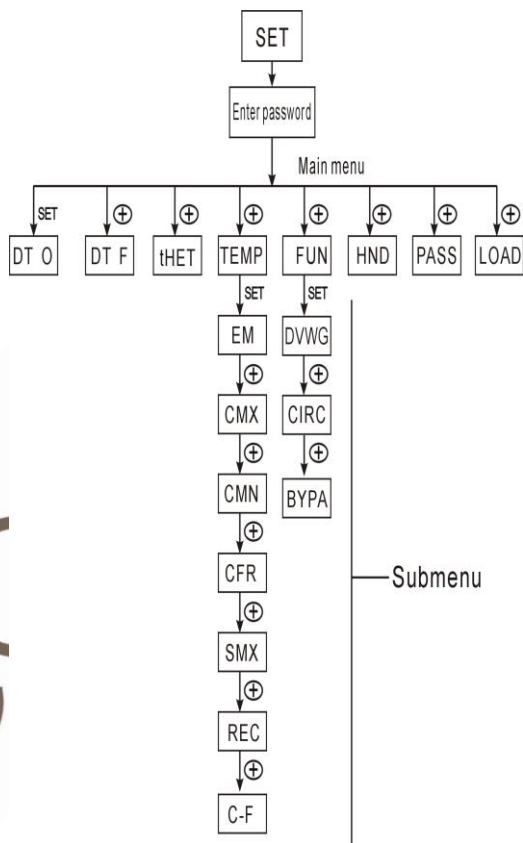 SET
Enter password
Main menu
SET ⊕ ⊕ ⊕ ⊕ ⊕ ⊕ ⊕
DT O DT F tHET TEMP FUN HND PASS LOAD
SET SET
EM DVWG
⊕ ⊕
CMX CIRC
⊕ ⊕
CMN BYPA
⊕
CFR
Submenu
⊕
SMX
⊕
REC
⊕
C-F